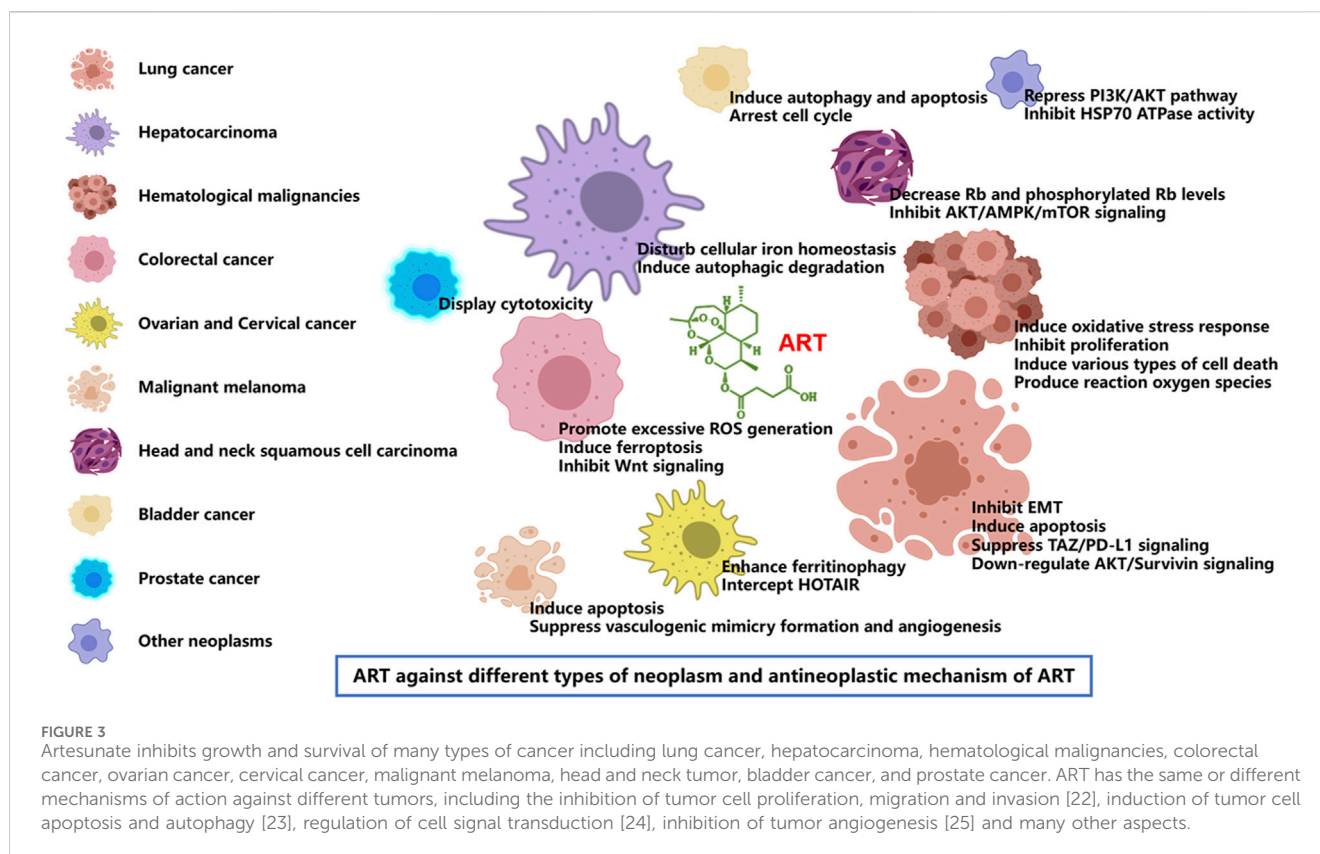 Lung cancer
Hepatocarcinoma
Hematological malignancies
Colorectal cancer
Ovarian and Cervical cancer
Malignant melanoma
Head and neck squamous cell carcinoma
Bladder cancer
Prostate cancer
Other neoplasms
Induce autophagy and apoptosis
Arrest cell cycle
Repress PI3K/AKT pathway
Inhibit HSP70 ATPase activity
Decrease Rb and phosphorylated Rb levels
Inhibit AKT/AMPK/mTOR signaling
Disturb cellular iron homeostasis
Induce autophagic degradation
Display cytotoxicity
H
O
O
O
H
H
O
O
O
O
OH
ART
Induce oxidative stress response
Inhibit proliferation
Induce various types of cell death
Produce reaction oxygen species
Promote excessive ROS generation
Induce ferroptosis
Inhibit Wnt signaling
Inhibit EMT
Induce apoptosis
Suppress TAZ/PD-L1 signaling
Down-regulate AKT/Survivin signaling
Enhance ferritinophagy
Intercept HOTAIR
Induce apoptosis
Suppress vasculogenic mimicry formation and angiogenesis
ART against different types of neoplasm and antineoplastic mechanism of ART
FIGURE 3
Artesunate inhibits growth and survival of many types of cancer including lung cancer, hepatocarcinoma, hematological malignancies, colorectal
cancer, ovarian cancer, cervical cancer, malignant melanoma, head and neck tumor, bladder cancer, and prostate cancer. ART has the same or different
mechanisms of action against different tumors, including the inhibition of tumor cell proliferation, migration and invasion [22], induction of tumor cell
apoptosis and autophagy [23], regulation of cell signal transduction [24], inhibition of tumor angiogenesis [25] and many other aspects.